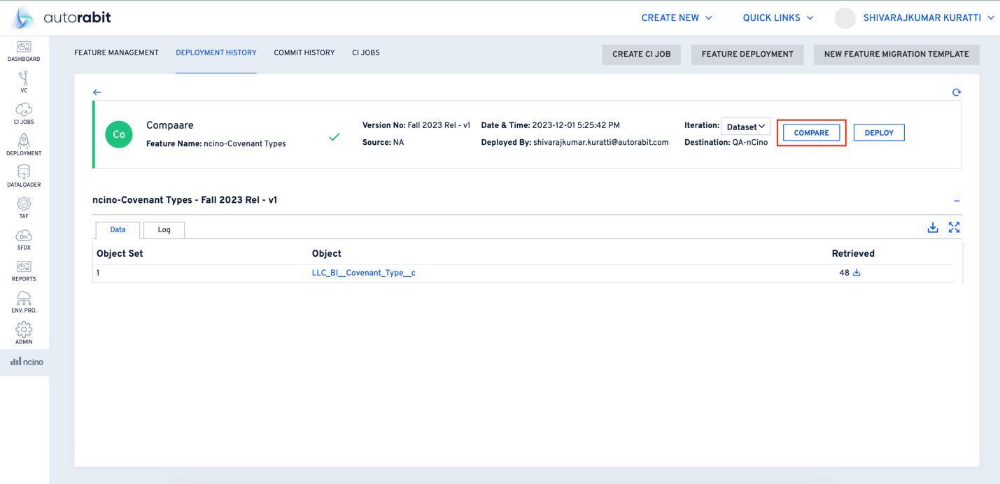 autorabit
CREATE NEW
QUICK LINKS
SHIVARAJKUMAR KURATTI
DASHBOARD
VC
CI JOBS
DEPLOYMENT
DATALOADER
TAF
DX
SFDX
REPORTS
ENV. PRO.
ADMIN
ncino
FEATURE MANAGEMENT
DEPLOYMENT HISTORY
COMMIT HISTORY
CI JOBS
CREATE CI JOB
FEATURE DEPLOYMENT
NEW FEATURE MIGRATION TEMPLATE
Co
Compaare
Feature Name: ncino-Covenant Types
Version No: Fall 2023 Rel - v1
Source: NA
Date & Time: 2023-12-01 5:25:42 PM
Deployed By: shivarajkumar.kuratti@autorabit.com
Iteration: Dataset
Destination: QA-nCino
COMPARE
DEPLOY
ncino-Covenant Types - Fall 2023 Rel - v1
Data
Log
Object Set
Object
Retrieved
1
LLC_BI__Covenant_Type__c
48